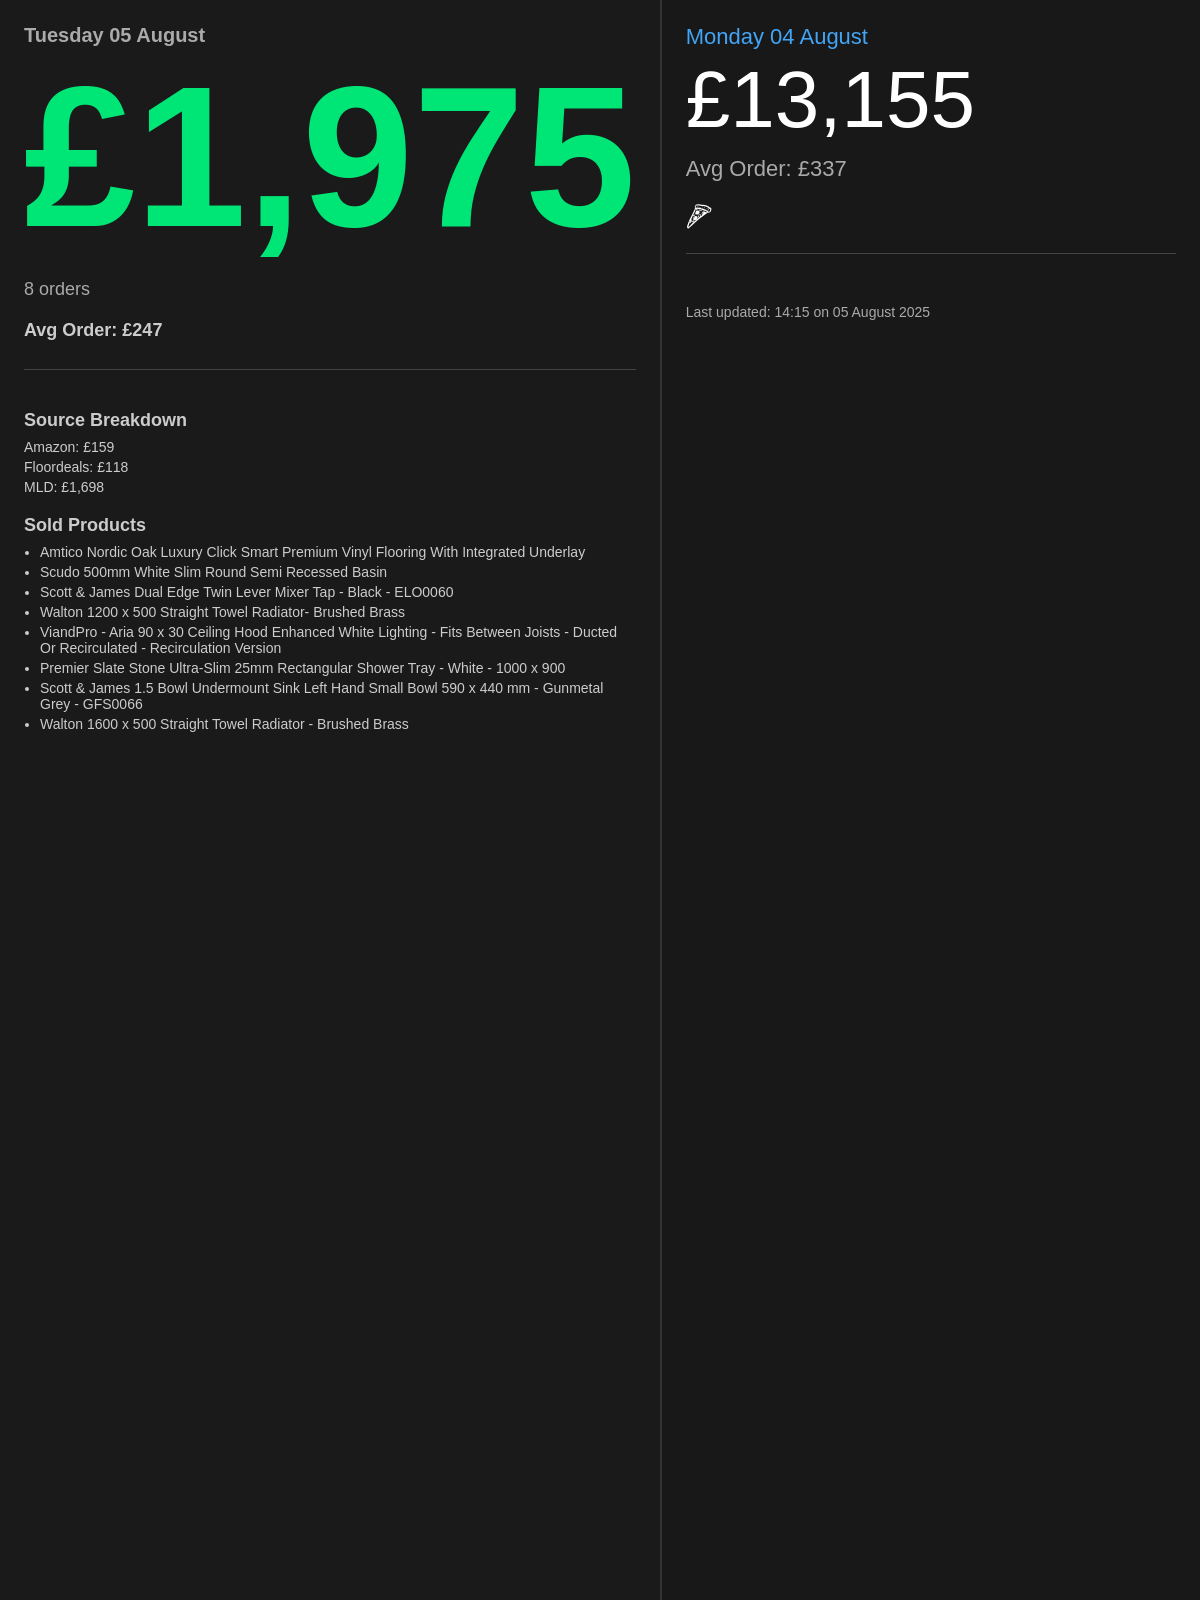 Tuesday 05 August
£1,975
8 orders
Avg Order: £247
Source Breakdown
Amazon: £159
Floordeals: £118
MLD: £1,698
Sold Products
• Amtico Nordic Oak Luxury Click Smart Premium Vinyl Flooring With Integrated Underlay
• Scudo 500mm White Slim Round Semi Recessed Basin
• Scott & James Dual Edge Twin Lever Mixer Tap - Black - ELO0060
• Walton 1200 x 500 Straight Towel Radiator- Brushed Brass
• ViandPro - Aria 90 x 30 Ceiling Hood Enhanced White Lighting - Fits Between Joists - Ducted
Or Recirculated - Recirculation Version
• Premier Slate Stone Ultra-Slim 25mm Rectangular Shower Tray - White - 1000 x 900
• Scott & James 1.5 Bowl Undermount Sink Left Hand Small Bowl 590 x 440 mm - Gunmetal
Grey - GFS0066
• Walton 1600 x 500 Straight Towel Radiator - Brushed Brass
Monday 04 August
£13,155
Avg Order: £337
Last updated: 14:15 on 05 August 2025